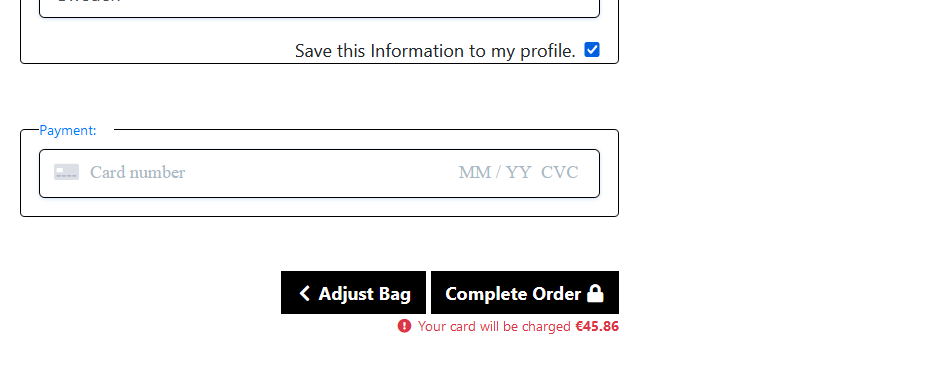 Save this Information to my profile.
Payment:
Card number MM / YY CVC
Adjust Bag Complete Order
Your card will be charged €45.86